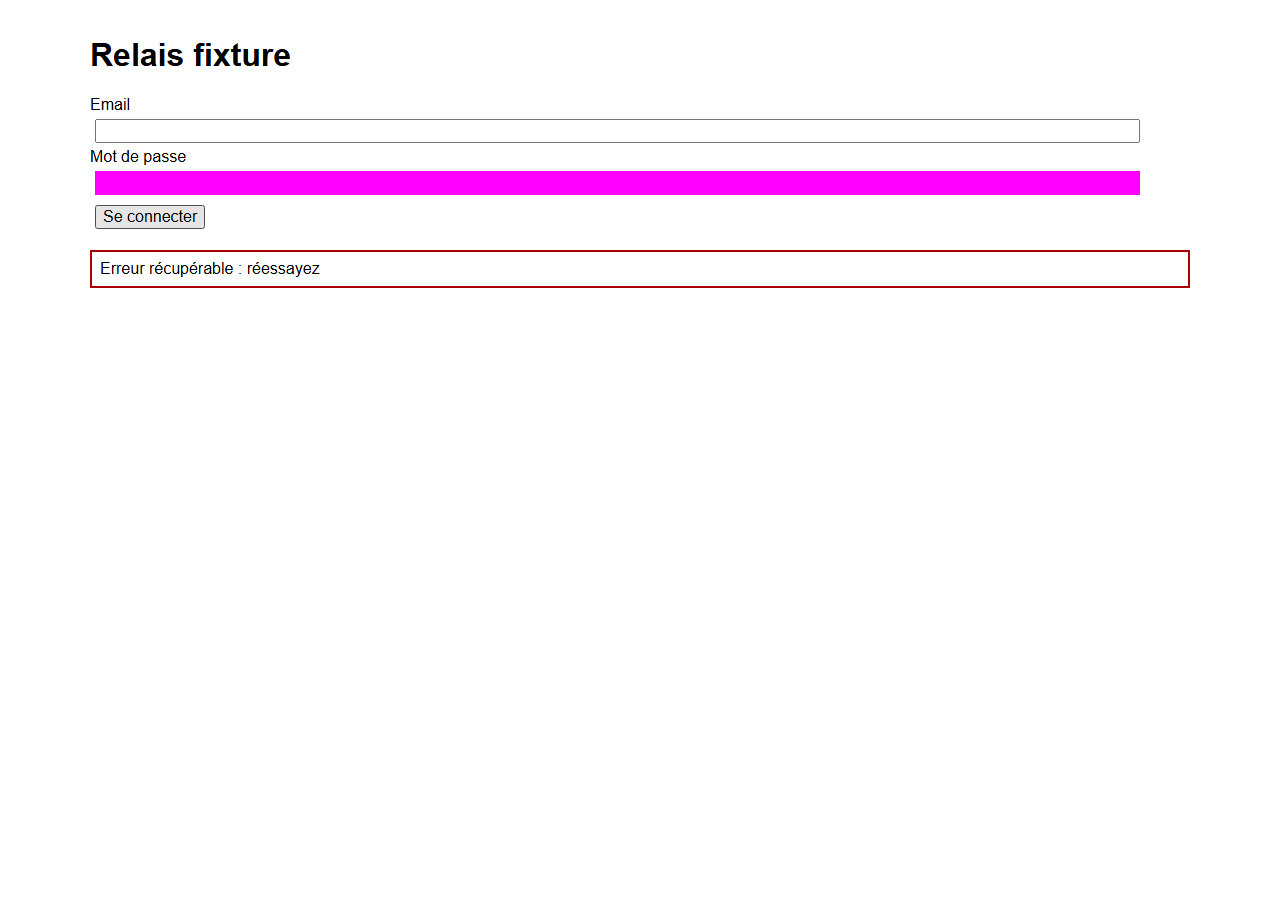 Relais fixture
Email
Mot de passe
Se connecter
Erreur récupérable : réessayez